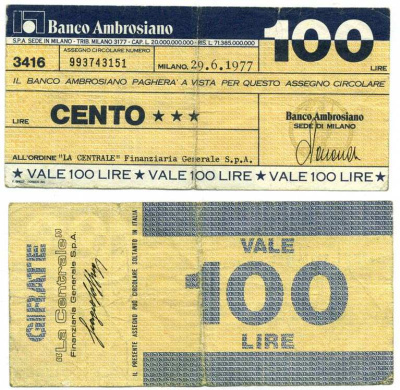 Banco Ambrosiano
S.P.A. SEDE IN MILANO - TRIB. MILANO 3177 - CAP. L. 20.000.000.000 - RIS. L. 71.365.000.000
100
LIRE
ASSEGNO CIRCOLARE NUMERO
3416
993743151
MILANO, 29.6.1977
IL BANCO AMBROSIANO PAGHERA' A VISTA PER QUESTO ASSEGNO CIRCOLARE
LIRE
CENTO ★★★
Banco Ambrosiano
SEDE DI MILANO
ALL'ORDINE "LA CENTRALE" Finanziaria Generale S.p.A.
★ VALE 100 LIRE ★ VALE 100 LIRE ★ VALE 100 LIRE ★
GIRATE
"La Centrale"
Finanziaria Generale S.p.A.
IL PRESENTE ASSEGNO PUÒ CIRCOLARE SOLTANTO IN ITALIA
VALE
100
LIRE